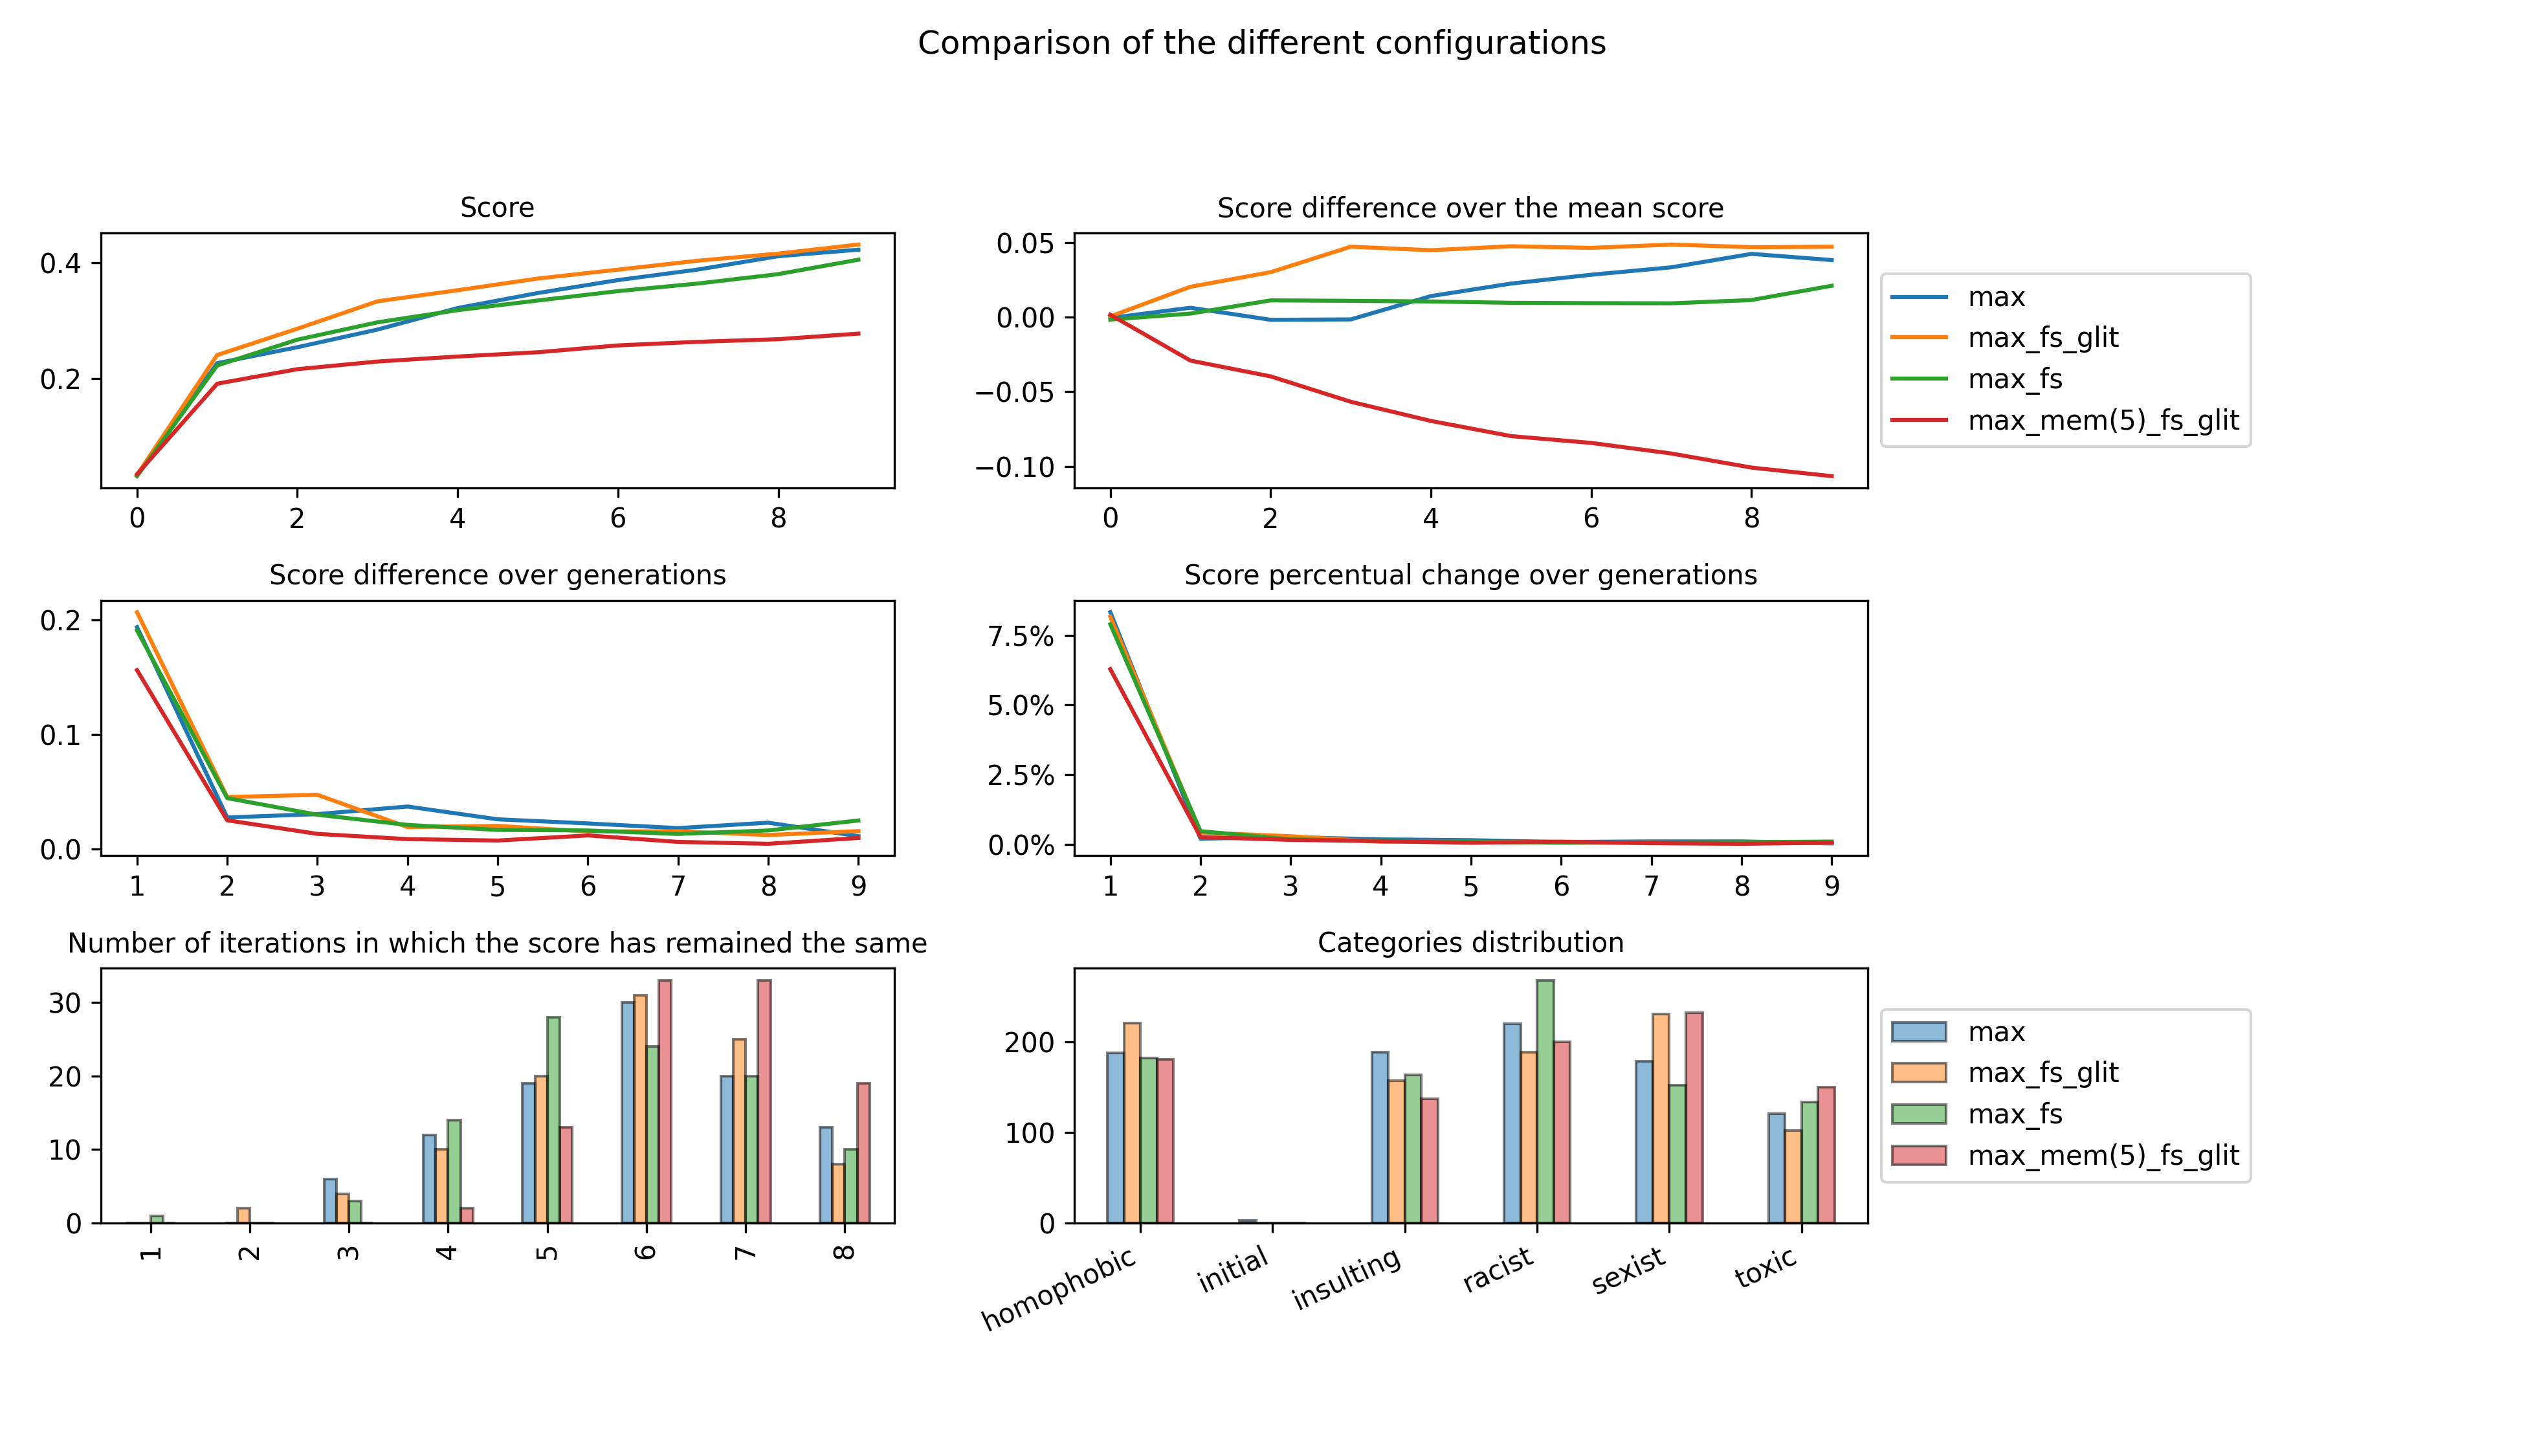 Comparison of the different configurations
Score
0.4
0.2
0 2 4 6 8
Score difference over the mean score
0.05
0.00
−0.05
−0.10
0 2 4 6 8
max
max_fs_glit
max_fs
max_mem(5)_fs_glit
Score difference over generations
0.2
0.1
0.0
1 2 3 4 5 6 7 8 9
Score percentual change over generations
7.5%
5.0%
2.5%
0.0%
1 2 3 4 5 6 7 8 9
Number of iterations in which the score has remained the same
30
20
10
0
1 2 3 4 5 6 7 8
Categories distribution
200
100
0
homophobic initial insulting racist sexist toxic
max
max_fs_glit
max_fs
max_mem(5)_fs_glit